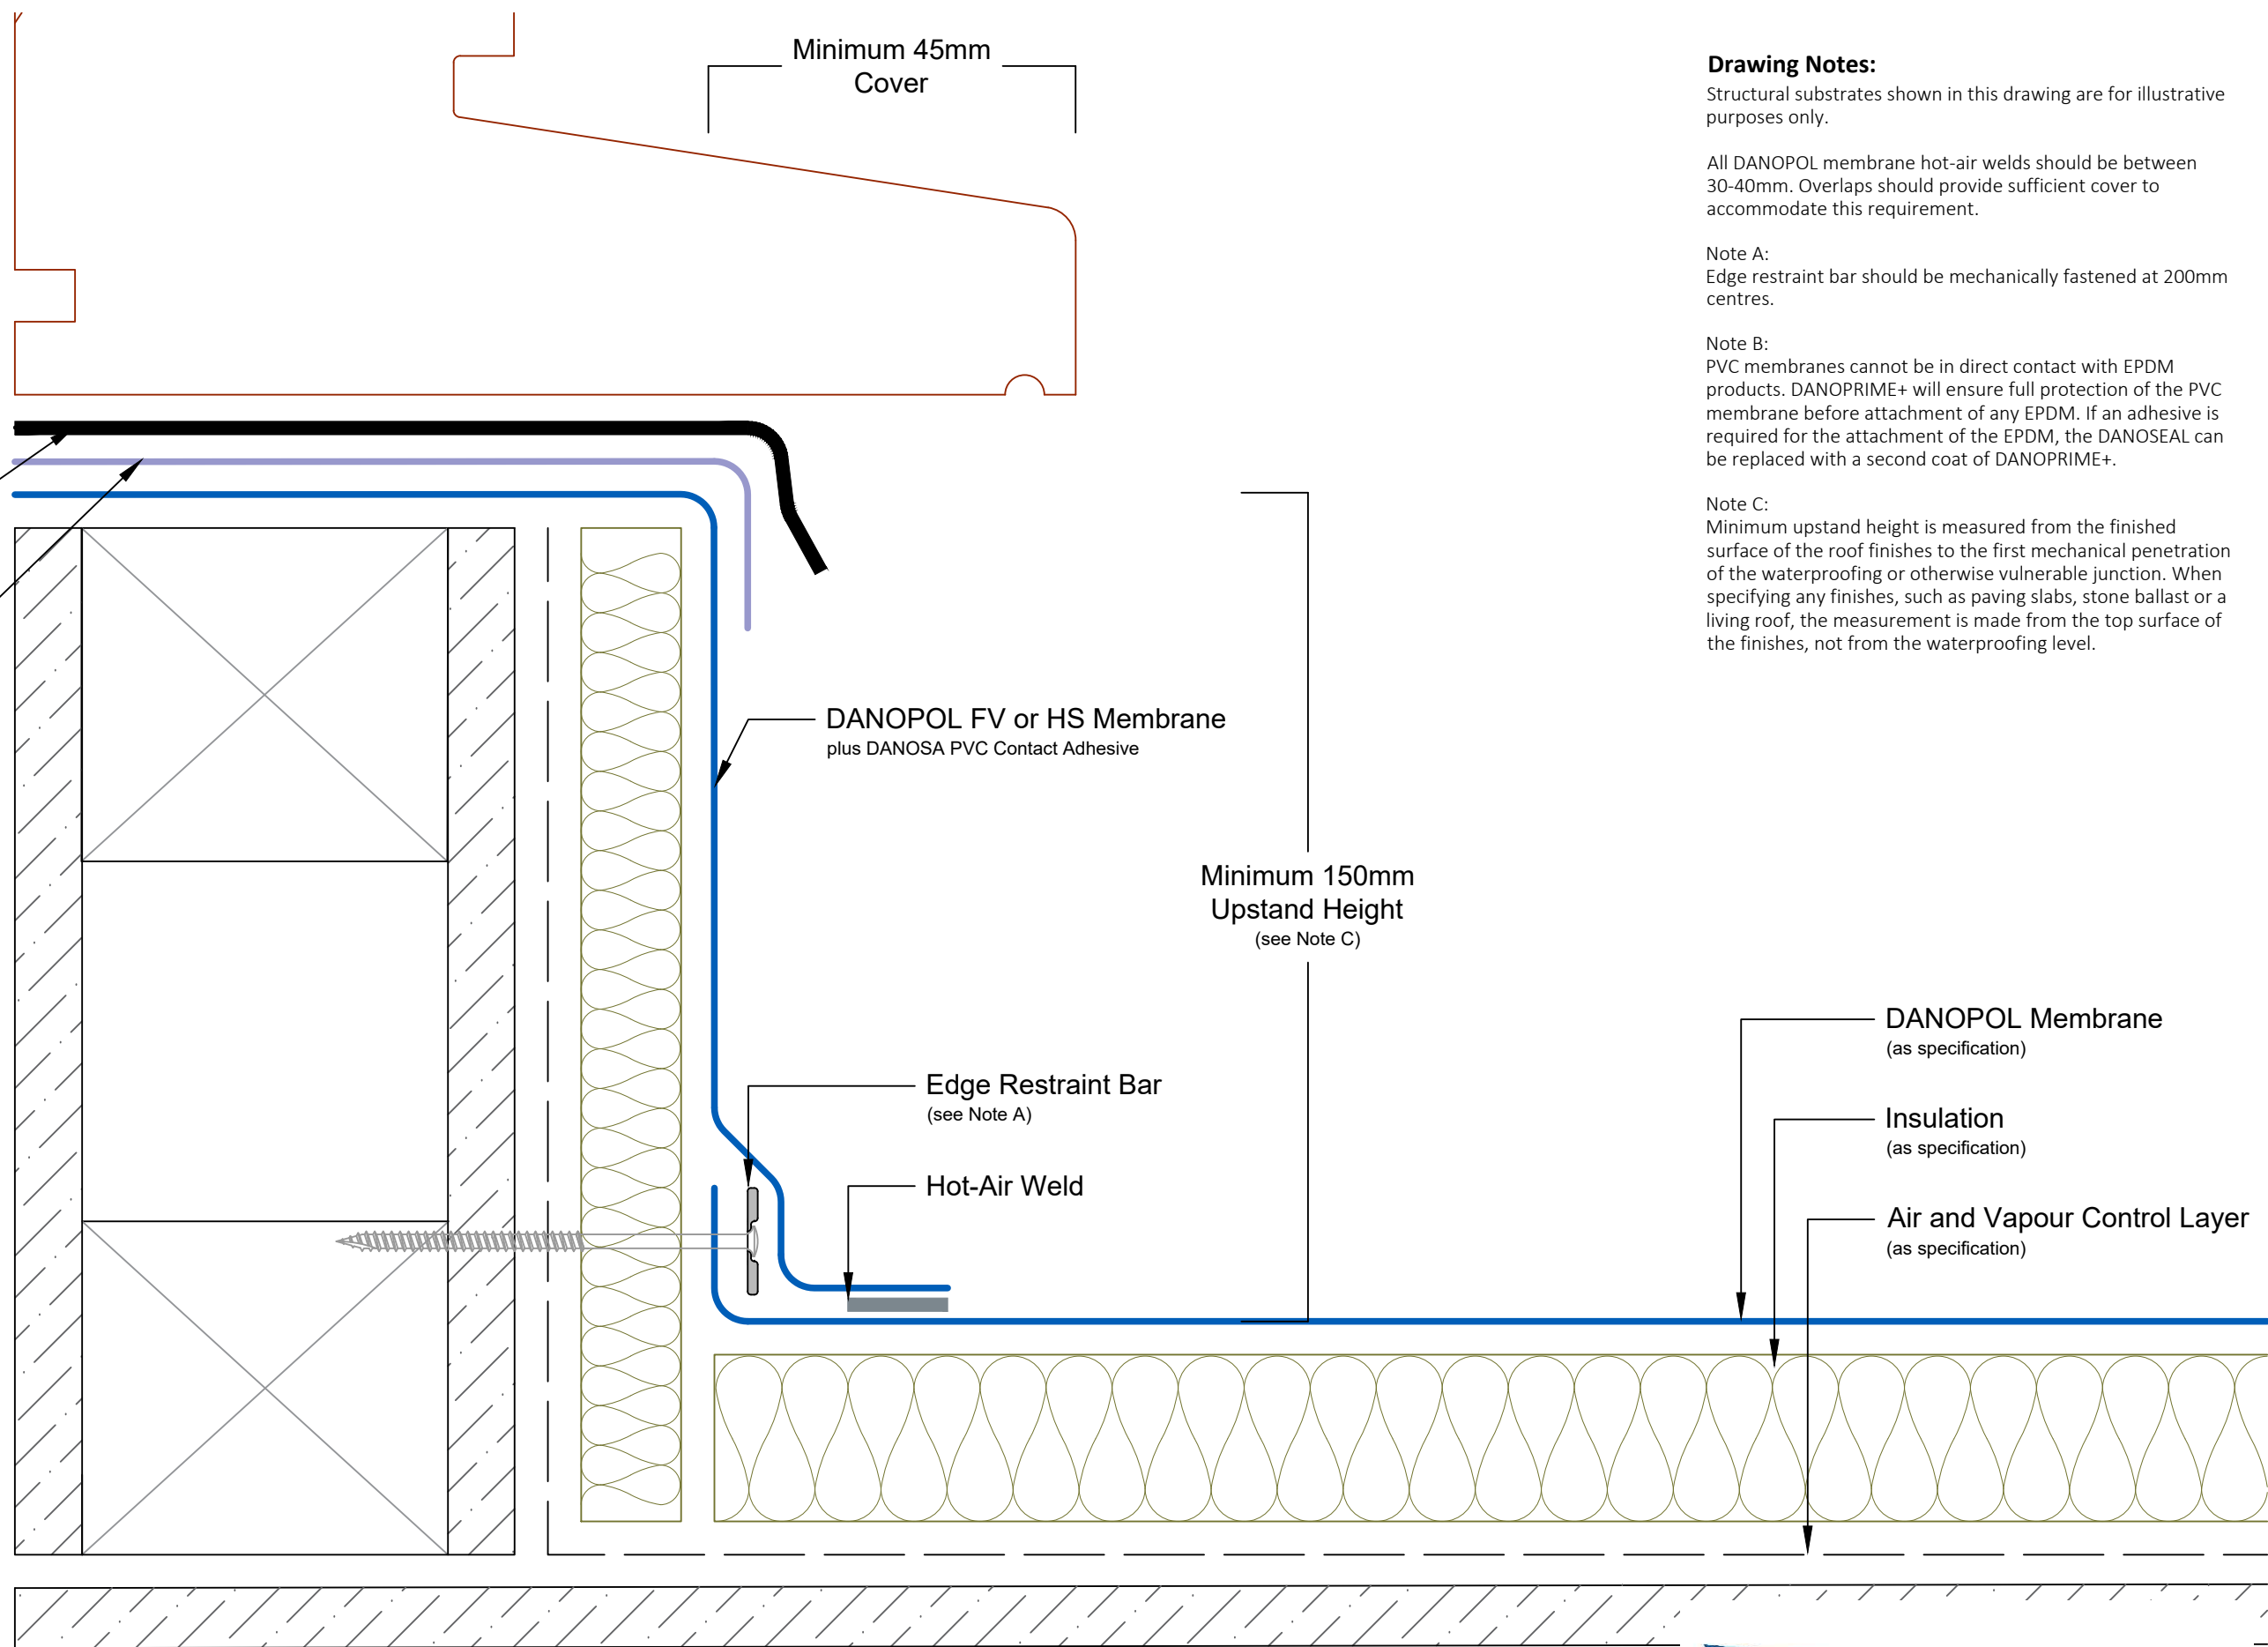 Minimum 45mm
Cover
Drawing Notes:
Structural substrates shown in this drawing are for illustrative
purposes only.
All DANOPOL membrane hot-air welds should be between
30-40mm. Overlaps should provide sufficient cover to
accommodate this requirement.
Note A:
Edge restraint bar should be mechanically fastened at 200mm
centres.
Note B:
PVC membranes cannot be in direct contact with EPDM
products. DANOPRIME+ will ensure full protection of the PVC
membrane before attachment of any EPDM. If an adhesive is
required for the attachment of the EPDM, the DANOSEAL can
be replaced with a second coat of DANOPRIME+.
Note C:
Minimum upstand height is measured from the finished
surface of the roof finishes to the first mechanical penetration
of the waterproofing or otherwise vulnerable junction. When
specifying any finishes, such as paving slabs, stone ballast or a
living roof, the measurement is made from the top surface of
the finishes, not from the waterproofing level.
DANOPOL FV or HS Membrane
plus DANOSA PVC Contact Adhesive
Minimum 150mm
Upstand Height
(see Note C)
Edge Restraint Bar
(see Note A)
Hot-Air Weld
DANOPOL Membrane
(as specification)
Insulation
(as specification)
Air and Vapour Control Layer
(as specification)